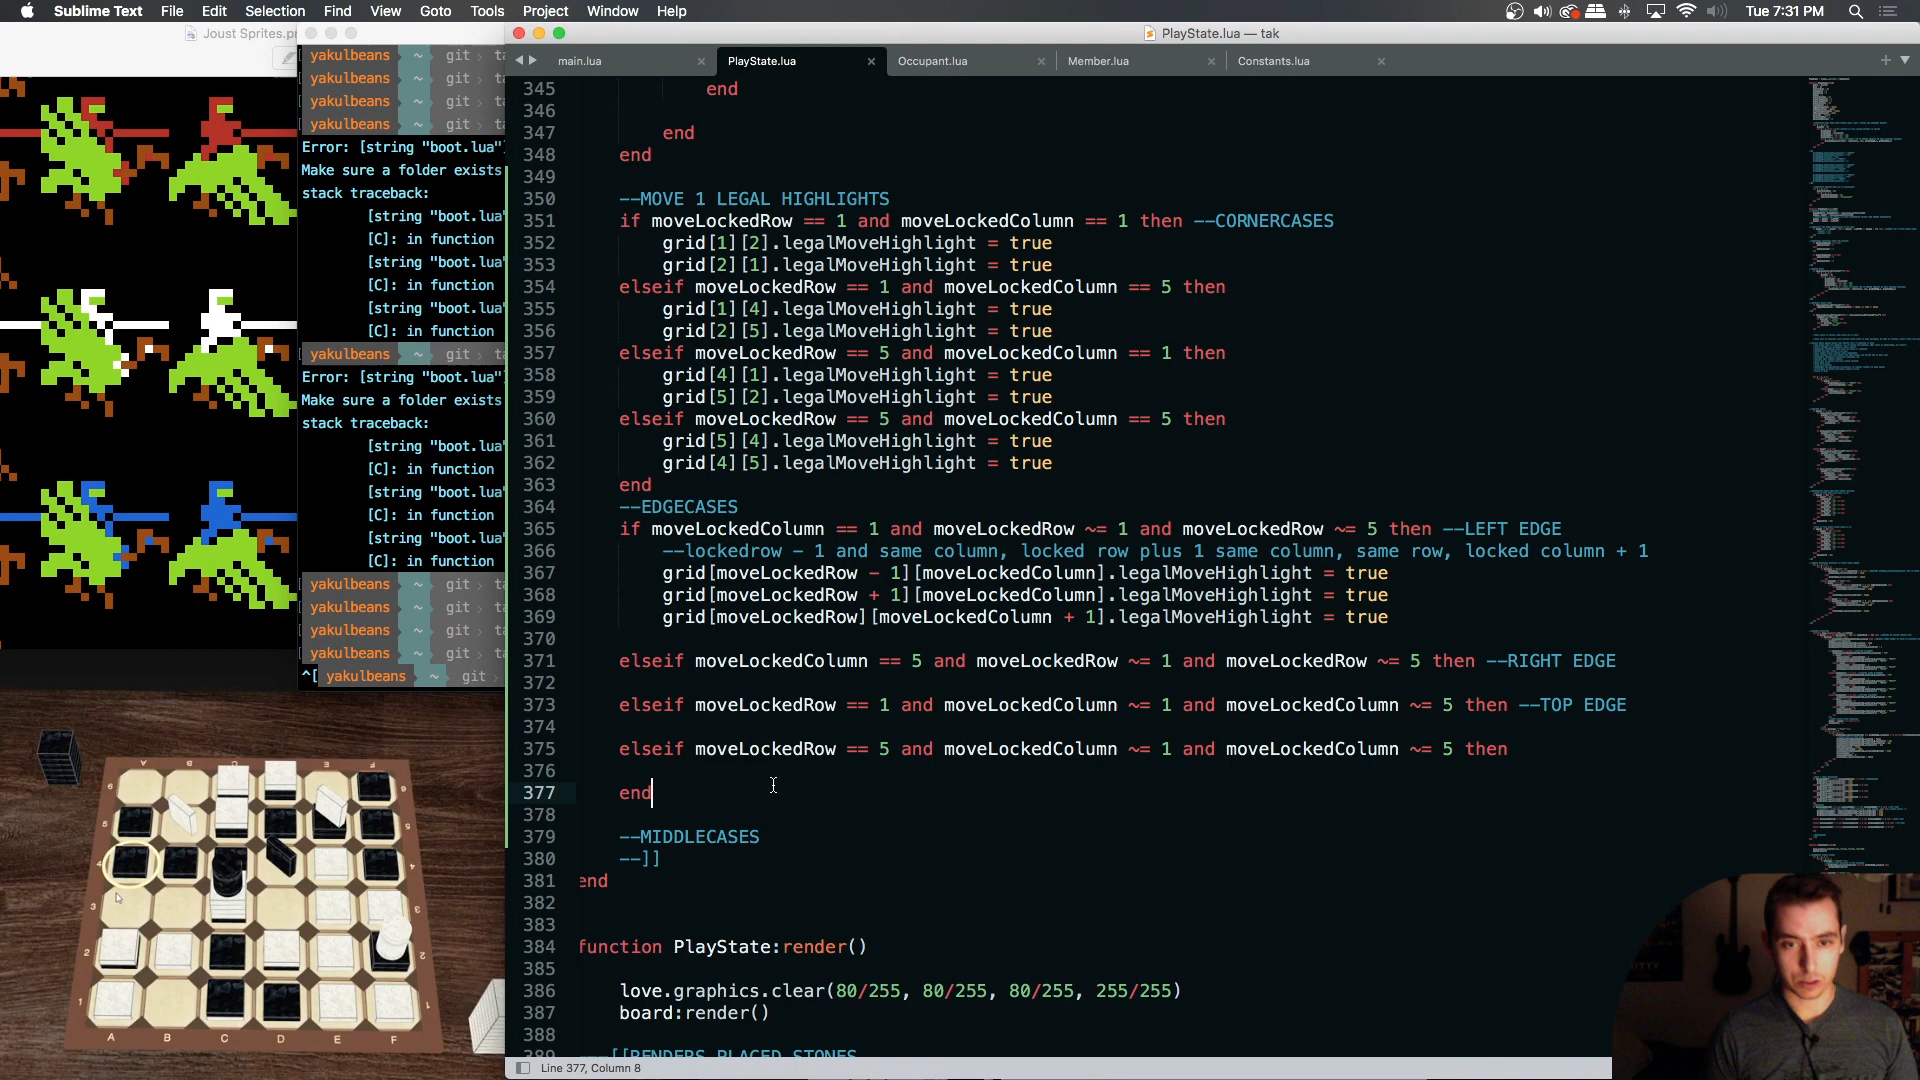 Sublime Text File Edit Selection Find View Goto Tools Project Window Help Tue 7:31 PM
Joust Sprites.pn
PlayState.lua — tak
main.lua PlayState.lua Occupant.lua Member.lua Constants.lua
yakulbeans ~ git
yakulbeans ~ git
yakulbeans ~ git
yakulbeans ~ git
Error: [string "boot.lua"
Make sure a folder exists
stack traceback:
[string "boot.lua"
[C]: in function
[string "boot.lua"
[C]: in function
[string "boot.lua"
[C]: in function
yakulbeans ~ git
Error: [string "boot.lua"
Make sure a folder exists
stack traceback:
[string "boot.lua"
[C]: in function
[string "boot.lua"
[C]: in function
[string "boot.lua"
[C]: in function
yakulbeans ~ git
yakulbeans ~ git
yakulbeans ~ git
yakulbeans ~ git
^[ yakulbeans ~ git
345 end
346
347 end
348 end
349
350 --MOVE 1 LEGAL HIGHLIGHTS
351 if moveLockedRow == 1 and moveLockedColumn == 1 then --CORNERCASES
352 grid[1][2].legalMoveHighlight = true
353 grid[2][1].legalMoveHighlight = true
354 elseif moveLockedRow == 1 and moveLockedColumn == 5 then
355 grid[1][4].legalMoveHighlight = true
356 grid[2][5].legalMoveHighlight = true
357 elseif moveLockedRow == 5 and moveLockedColumn == 1 then
358 grid[4][1].legalMoveHighlight = true
359 grid[5][2].legalMoveHighlight = true
360 elseif moveLockedRow == 5 and moveLockedColumn == 5 then
361 grid[5][4].legalMoveHighlight = true
362 grid[4][5].legalMoveHighlight = true
363 end
364 --EDGECASES
365 if moveLockedColumn == 1 and moveLockedRow ~= 1 and moveLockedRow ~= 5 then --LEFT EDGE
366 --lockedrow - 1 and same column, locked row plus 1 same column, same row, locked column + 1
367 grid[moveLockedRow - 1][moveLockedColumn].legalMoveHighlight = true
368 grid[moveLockedRow + 1][moveLockedColumn].legalMoveHighlight = true
369 grid[moveLockedRow][moveLockedColumn + 1].legalMoveHighlight = true
370
371 elseif moveLockedColumn == 5 and moveLockedRow ~= 1 and moveLockedRow ~= 5 then --RIGHT EDGE
372
373 elseif moveLockedRow == 1 and moveLockedColumn ~= 1 and moveLockedColumn ~= 5 then --TOP EDGE
374
375 elseif moveLockedRow == 5 and moveLockedColumn ~= 1 and moveLockedColumn ~= 5 then
376
377 end
378
379 --MIDDLECASES
380 --]]
381 end
382
383
384 function PlayState:render()
385
386 love.graphics.clear(80/255, 80/255, 80/255, 255/255)
387 board:render()
388
389 --[[RENDERS PLACED STONES
Line 377, Column 8
A B E
6 6
5 5
4 4
3 3
2 2
1 1
A B C D E F